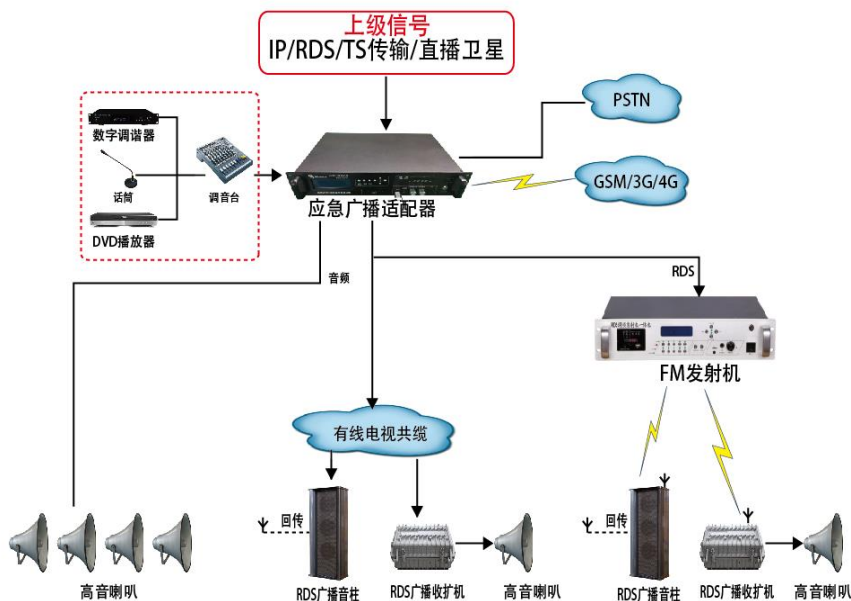 上级信号
IP/RDS/TS传输/直播卫星
PSTN
数字调谐器
话筒
调音台
GSM/3G/4G
DVD播放器
应急广播适配器
音频
RDS
FM发射机
有线电视共缆
回传
回传
高音喇叭
RDS广播音柱
RDS广播收扩机
高音喇叭
RDS广播音柱
RDS广播收扩机
高音喇叭